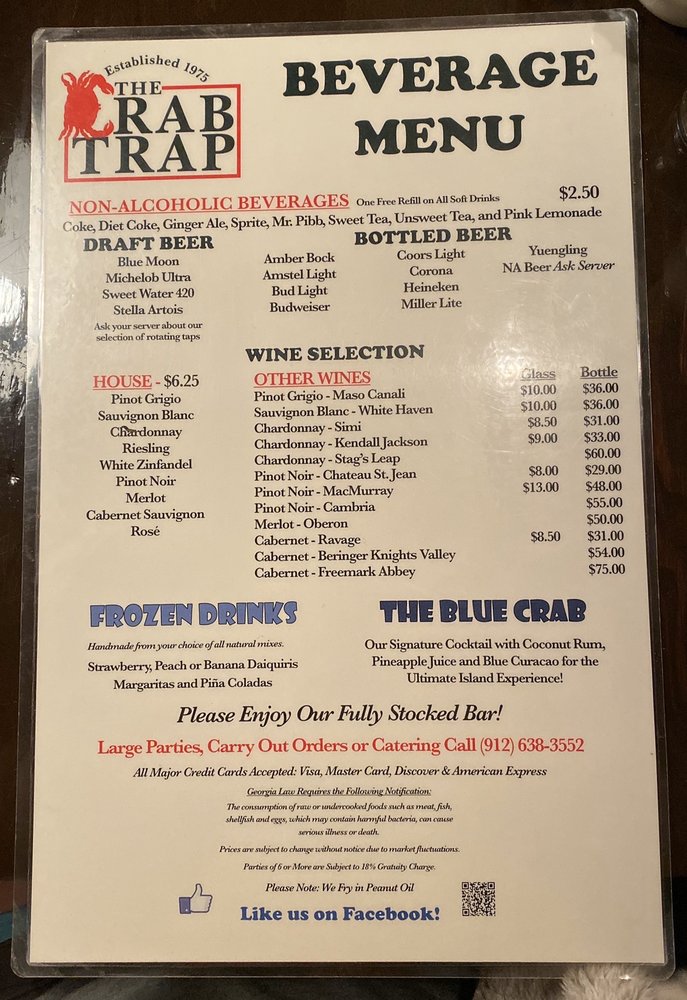 Established 1975
THE
CRAB
TRAP
BEVERAGE
MENU
NON-ALCOHOLIC BEVERAGES One Free Refill on All Soft Drinks $2.50
Coke, Diet Coke, Ginger Ale, Sprite, Mr. Pibb, Sweet Tea, Unsweet Tea, and Pink Lemonade
DRAFT BEER
Blue Moon
Michelob Ultra
Sweet Water 420
Stella Artois
Ask your server about our
selection of rotating taps
BOTTLED BEER
Amber Bock
Amstel Light
Bud Light
Budweiser
Coors Light
Corona
Heineken
Miller Lite
Yuengling
NA Beer Ask Server
WINE SELECTION
HOUSE - $6.25
Pinot Grigio
Sauvignon Blanc
Chardonnay
Riesling
White Zinfandel
Pinot Noir
Merlot
Cabernet Sauvignon
Rosé
OTHER WINES Glass Bottle
Pinot Grigio - Maso Canali $10.00 $36.00
Sauvignon Blanc - White Haven $10.00 $36.00
Chardonnay - Simi $8.50 $31.00
Chardonnay - Kendall Jackson $9.00 $33.00
Chardonnay - Stag's Leap $60.00
Pinot Noir - Chateau St. Jean $8.00 $29.00
Pinot Noir - MacMurray $13.00 $48.00
Pinot Noir - Cambria $55.00
Merlot - Oberon $50.00
Cabernet - Ravage $8.50 $31.00
Cabernet - Beringer Knights Valley $54.00
Cabernet - Freemark Abbey $75.00
FROZEN DRINKS
Handmade from your choice of all natural mixes.
Strawberry, Peach or Banana Daiquiris
Margaritas and Piña Coladas
THE BLUE CRAB
Our Signature Cocktail with Coconut Rum,
Pineapple Juice and Blue Curacao for the
Ultimate Island Experience!
Please Enjoy Our Fully Stocked Bar!
Large Parties, Carry Out Orders or Catering Call (912) 638-3552
All Major Credit Cards Accepted: Visa, Master Card, Discover & American Express
Georgia Law Requires the Following Notification:
The consumption of raw or undercooked foods such as meat, fish,
shellfish and eggs, which may contain harmful bacteria, can cause
serious illness or death.
Prices are subject to change without notice due to market fluctuations.
Parties of 6 or More are Subject to 18% Gratuity Charge.
Please Note: We Fry in Peanut Oil
Like us on Facebook!